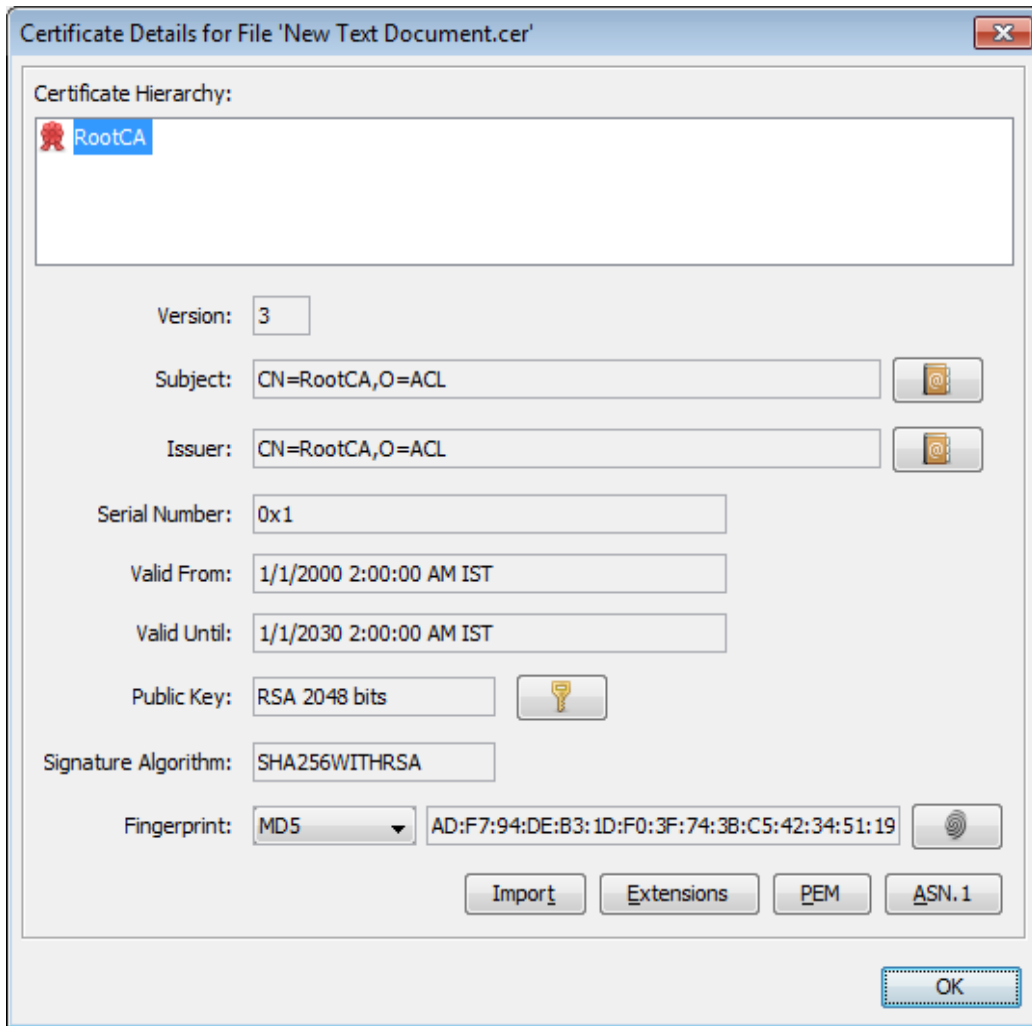 Certificate Details for File 'New Text Document.cer'
Certificate Hierarchy:
RootCA
Version: 3
Subject: CN=RootCA,O=ACL
Issuer: CN=RootCA,O=ACL
Serial Number: 0x1
Valid From: 1/1/2000 2:00:00 AM IST
Valid Until: 1/1/2030 2:00:00 AM IST
Public Key: RSA 2048 bits
Signature Algorithm: SHA256WITHRSA
Fingerprint: MD5 AD:F7:94:DE:B3:1D:F0:3F:74:3B:C5:42:34:51:19
Import Extensions PEM ASN.1
OK